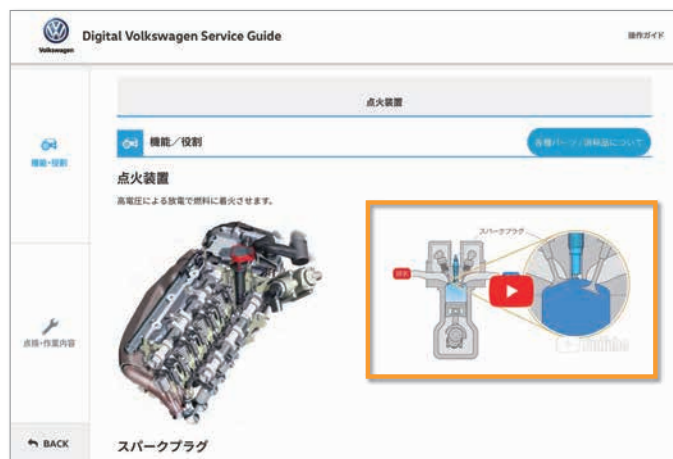 Volkswagen
Digital Volkswagen Service Guide
操作ガイド
点火装置
機能・役割
機能／役割
各種パーツ/消耗品について
点火装置
高電圧による放電で燃料に着火させます。
スパークプラグ
YouTube
点検・作業内容
BACK
スパークプラグ